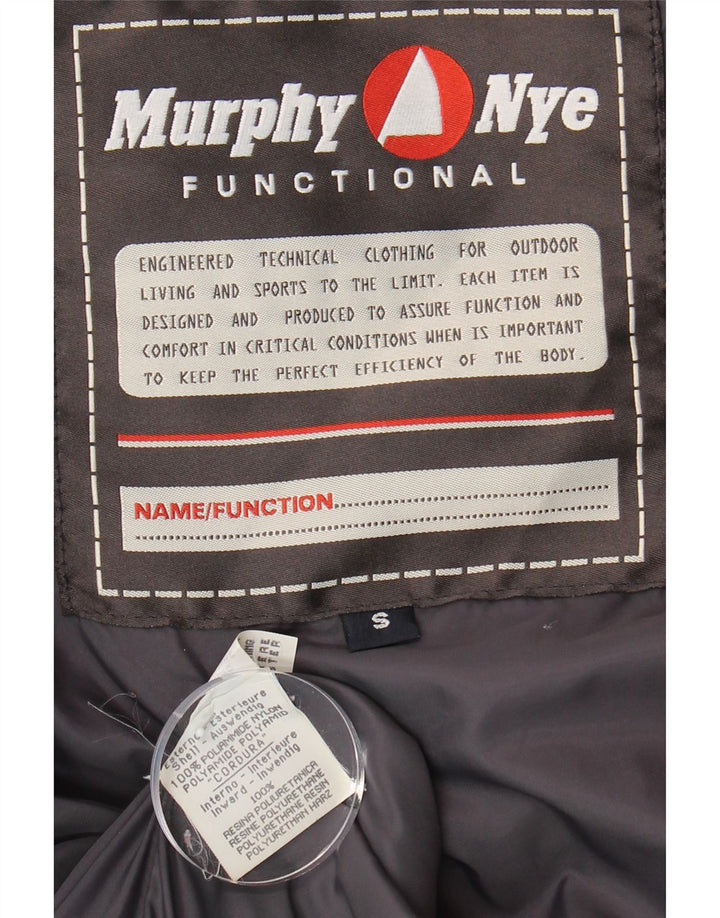 Murphy Nye
FUNCTIONAL
ENGINEERED TECHNICAL CLOTHING FOR OUTDOOR
LIVING AND SPORTS TO THE LIMIT. EACH ITEM IS
DESIGNED AND PRODUCED TO ASSURE FUNCTION AND
COMFORT IN CRITICAL CONDITIONS WHEN IS IMPORTANT
TO KEEP THE PERFECT EFFICIENCY OF THE BODY.
NAME/FUNCTION
S
Esterno - Exterieure
Shell - Auswendig
100% POLIAMMIDE NYLON
POLYAMIDE POLYAMID
"CORDURA"
Interno - Interieure
Inward - Inwendig
100%
RESINA POLIURETANICA
RESINE POLYURETHANE
POLYURETHANE RESIN
POLYURETHAN HARZ